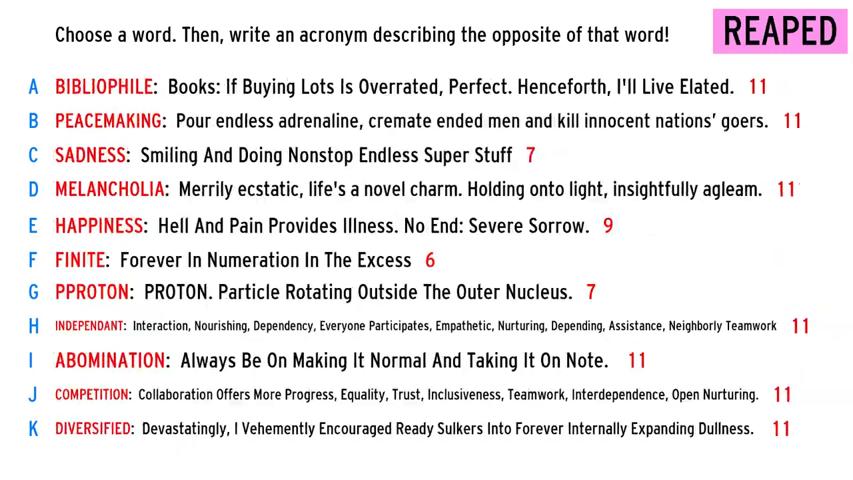 Choose a word. Then, write an acronym describing the opposite of that word!
REAPED
A BIBLIOPHILE: Books: If Buying Lots Is Overrated, Perfect. Henceforth, I'll Live Elated. 11
B PEACEMAKING: Pour endless adrenaline, cremate ended men and kill innocent nations' goers. 11
C SADNESS: Smiling And Doing Nonstop Endless Super Stuff 7
D MELANCHOLIA: Merrily ecstatic, life's a novel charm. Holding onto light, insightfully agleam. 11
E HAPPINESS: Hell And Pain Provides Illness. No End: Severe Sorrow. 9
F FINITE: Forever In Numeration In The Excess 6
G PPROTON: PROTON. Particle Rotating Outside The Outer Nucleus. 7
H INDEPENDANT: Interaction, Nourishing, Dependency, Everyone Participates, Empathetic, Nurturing, Depending, Assistance, Neighborly Teamwork 11
I ABOMINATION: Always Be On Making It Normal And Taking It On Note. 11
J COMPETITION: Collaboration Offers More Progress, Equality, Trust, Inclusiveness, Teamwork, Interdependence, Open Nurturing. 11
K DIVERSIFIED: Devastatingly, I Vehemently Encouraged Ready Sulkers Into Forever Internally Expanding Dullness. 11